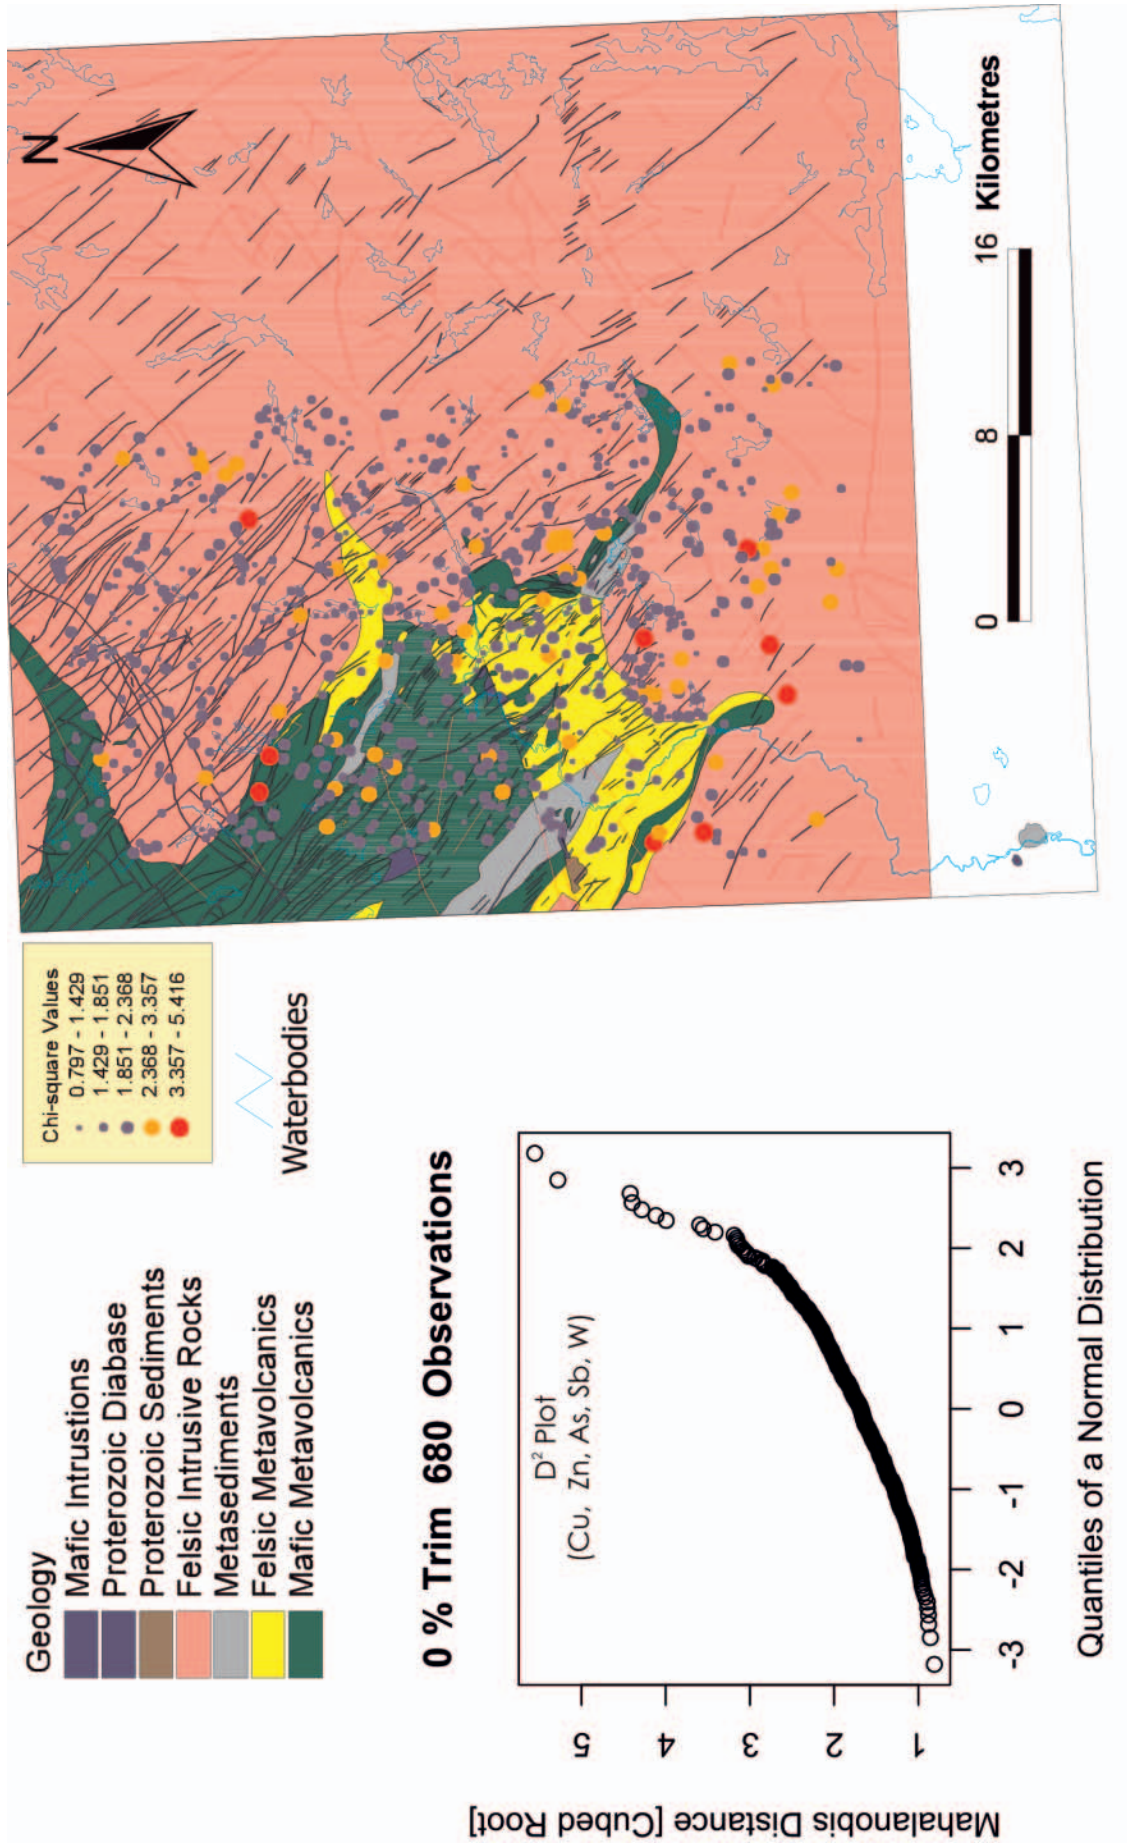 Geology
Mafic Intrustions
Proterozoic Diabase
Proterozoic Sediments
Felsic Intrusive Rocks
Metasediments
Felsic Metavolcanics
Mafic Metavolcanics
Chi-square Values
0.797 - 1.429
1.429 - 1.851
1.851 - 2.368
2.368 - 3.357
3.357 - 5.416
Waterbodies
N
0 8 16 Kilometres
0 % Trim 680 Observations
D² Plot
(Cu, Zn, As, Sb, W)
Mahalanobis Distance [Cubed Root]
5
4
3
2
1
-3 -2 -1 0 1 2 3
Quantiles of a Normal Distribution